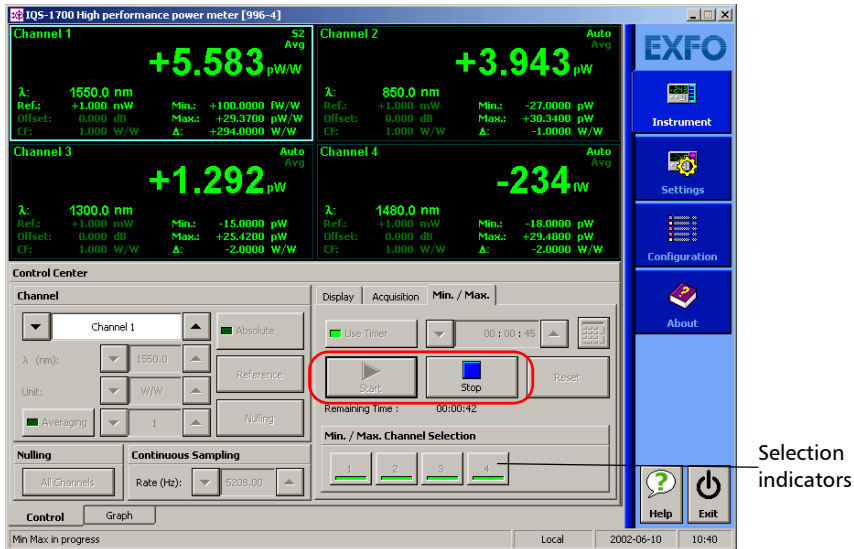 IQS-1700 High performance power meter [996-4]
Channel 1 S2
Avg
+5.583 pW/W
λ: 1550.0 nm
Ref.: +1.000 mW Min.: +100.0000 fW/W
Offset: 0.000 dB Max.: +29.3700 pW/W
CF: 1.000 W/W Δ: +294.0000 W/W
Channel 2 Auto
Avg
+3.943 pW
λ: 850.0 nm
Ref.: +1.000 mW Min.: -27.0000 pW
Offset: 0.000 dB Max.: +30.3400 pW
CF: 1.000 W/W Δ: -1.0000 W/W
Channel 3 Auto
Avg
+1.292 pW
λ: 1300.0 nm
Ref.: +1.000 mW Min.: -15.0000 pW
Offset: 0.000 dB Max.: +25.4200 pW
CF: 1.000 W/W Δ: -2.0000 W/W
Channel 4 Auto
Avg
-234 fW
λ: 1480.0 nm
Ref.: +1.000 mW Min.: -18.0000 pW
Offset: 0.000 dB Max.: +29.4800 pW
CF: 1.000 W/W Δ: -2.0000 W/W
EXFO
Instrument
Settings
Configuration
About
Control Center
Channel
Channel 1 Absolute
λ (nm): 1550.0
Reference
Unit: W/W
Averaging 1 Nulling
Nulling
All Channels
Continuous Sampling
Rate (Hz): 5208.00
Display Acquisition Min. / Max.
Use Timer 00 : 00 : 45
Start Stop Reset
Remaining Time : 00:00:42
Min. / Max. Channel Selection
1 2 3 4
Selection
indicators
Help Exit
Control Graph
Min Max in progress Local 2002-06-10 10:40